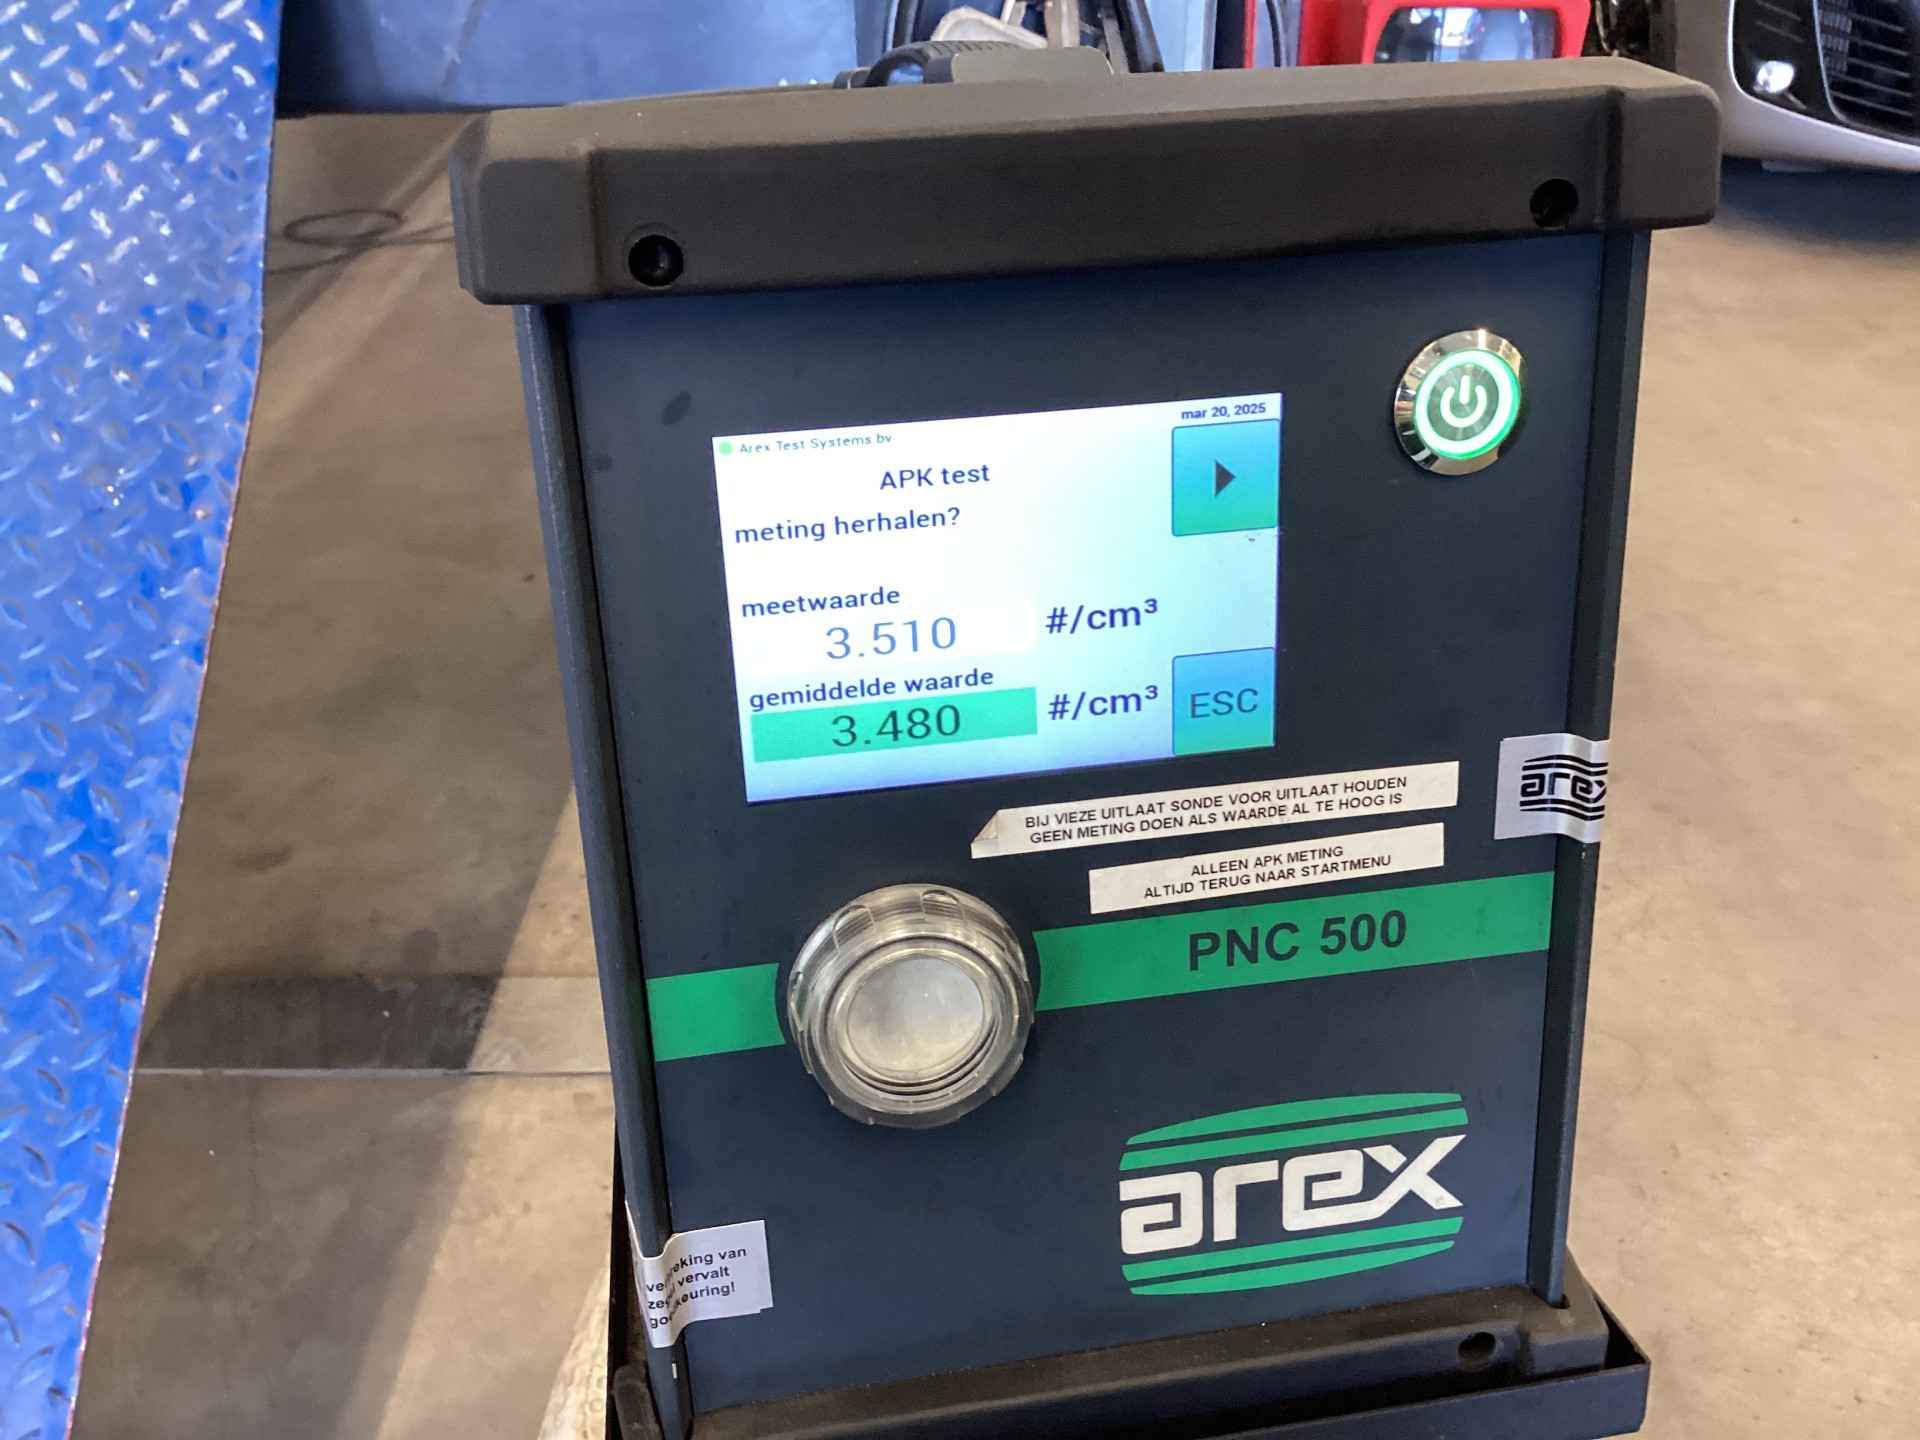 mar 20, 2025
Arex Test Systems bv
APK test
meting herhalen?
meetwaarde
3.510 #/cm³
gemiddelde waarde
3.480 #/cm³
ESC
BIJ VIEZE UITLAAT SONDE VOOR UITLAAT HOUDEN
GEEN METING DOEN ALS WAARDE AL TE HOOG IS
arex
ALLEEN APK METING
ALTIJD TERUG NAAR STARTMENU
PNC 500
arex
van
vervalt